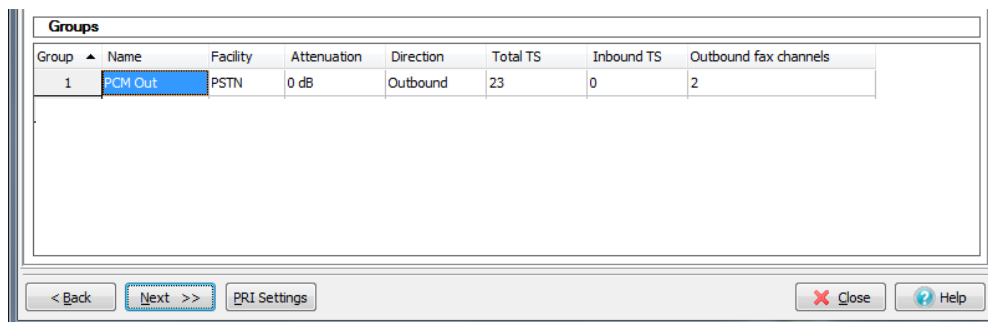 Groups
Group Name Facility Attenuation Direction Total TS Inbound TS Outbound fax channels
1 PCM Out PSTN 0 dB Outbound 23 0 2
< Back Next >> PRI Settings Close Help